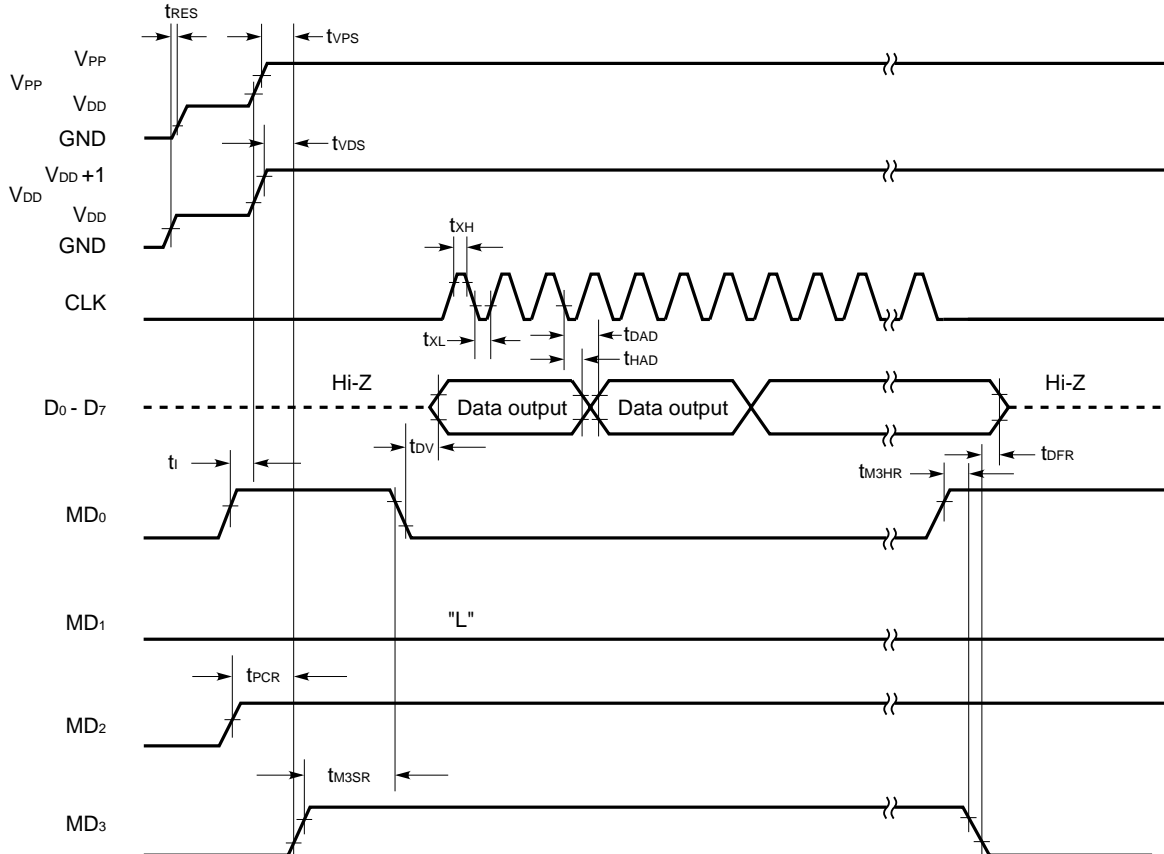 tRES
tVPS
VPP
VPP
VDD
GND
tVDS
VDD +1
VDD
VDD
GND
tXH
CLK
tXL
tDAD
tHAD
Hi-Z
Hi-Z
D0 - D7
Data output
Data output
tDV
tDFR
tI
tM3HR
MD0
MD1
"L"
tPCR
MD2
tM3SR
MD3